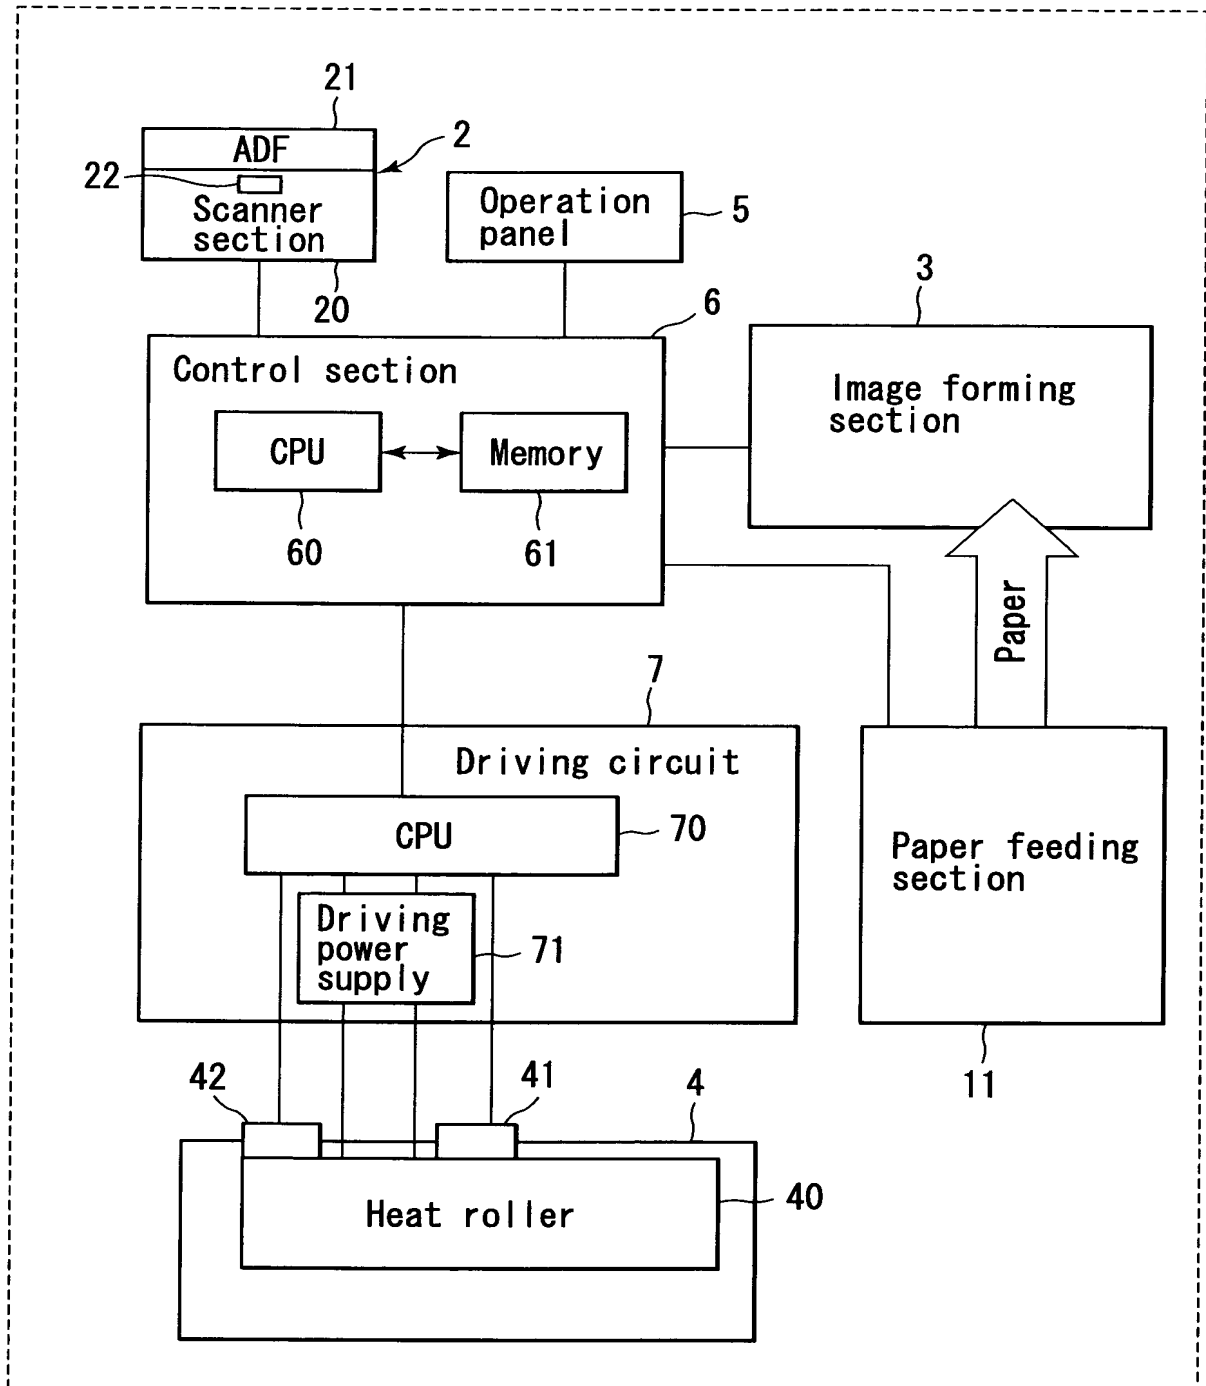 21
ADF
2
22
Scanner
section
20
Operation
panel
5
6
3
Control section
CPU
Memory
60
61
Image forming
section
Paper
7
Driving circuit
CPU
70
Driving
power
supply
71
Paper feeding
section
11
42
41
4
Heat roller
40